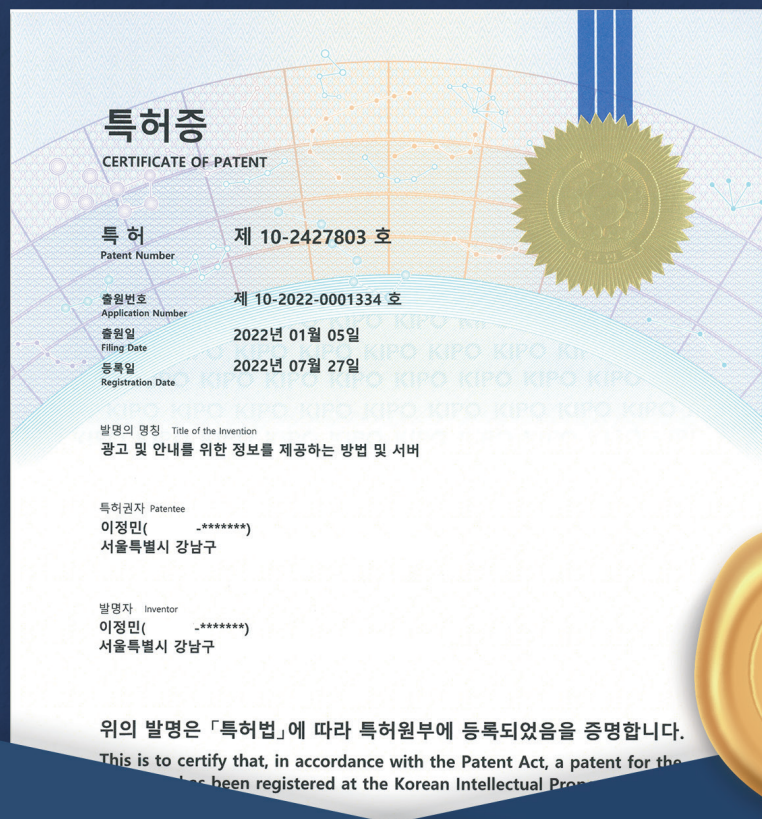 특허증
CERTIFICATE OF PATENT
특 허 제 10-2427803 호
Patent Number
출원번호 제 10-2022-0001334 호
Application Number
출원일 2022년 01월 05일
Filing Date
등록일 2022년 07월 27일
Registration Date
발명의 명칭 Title of the Invention
광고 및 안내를 위한 정보를 제공하는 방법 및 서버
특허권자 Patentee
이정민( -*******)
서울특별시 강남구
발명자 Inventor
이정민( -*******)
서울특별시 강남구
위의 발명은 「특허법」에 따라 특허원부에 등록되었음을 증명합니다.
This is to certify that, in accordance with the Patent Act, a patent for the
been registered at the Korean Intellectual